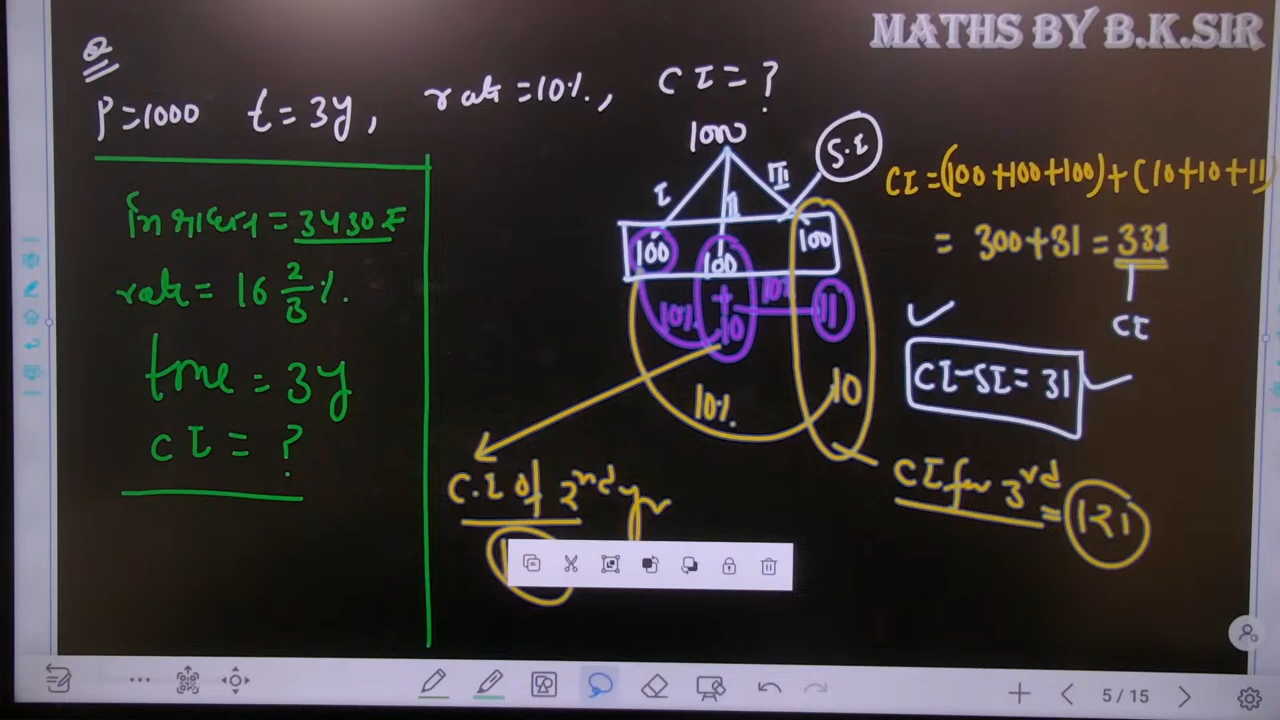 MATHS BY B.K.SIR
Q
P=1000 t=3y, rate=10%, CI=?
1000
S.I
I II III
100 100 100
+
10% 10 10% 11
10% 10
C.I of 2nd yr
CI=(100+100+100)+(10+10+11)
= 300+31=331
CI
CI-SI=31
CI for 3rd = 121
=3430₹
rate=16 2/3 %.
time=3y
CI=?
5/15